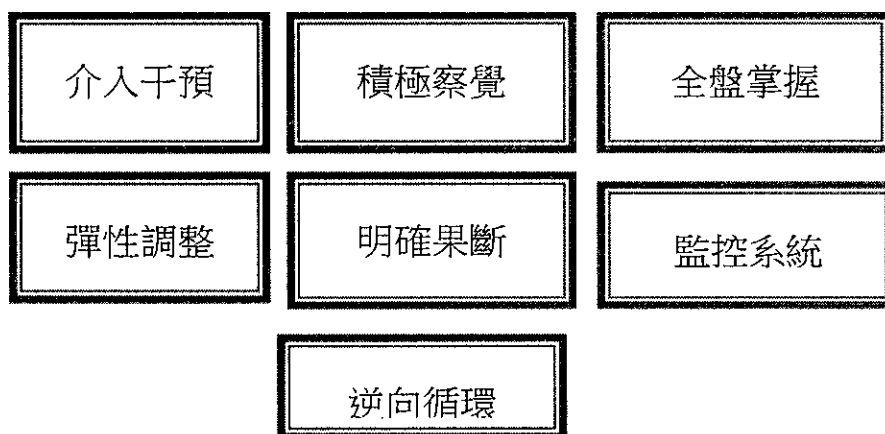 介入干預
積極察覺
全盤掌握
彈性調整
明確果斷
監控系統
逆向循環